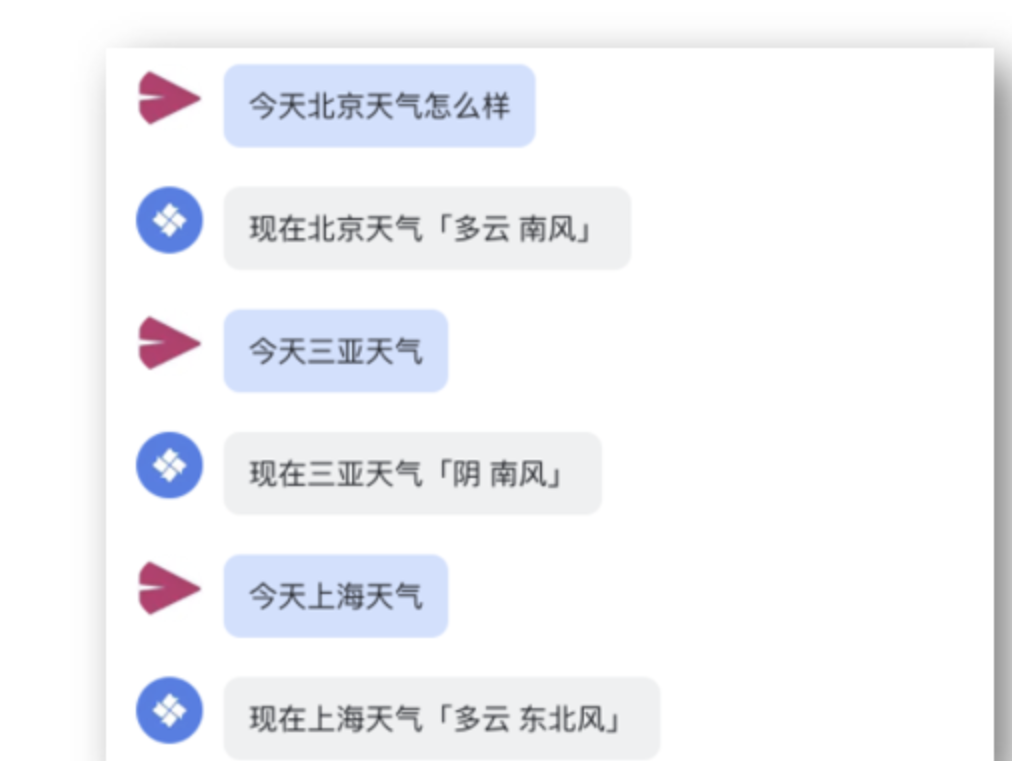 今天北京天气怎么样
现在北京天气「多云 南风」
今天三亚天气
现在三亚天气「阴 南风」
今天上海天气
现在上海天气「多云 东北风」